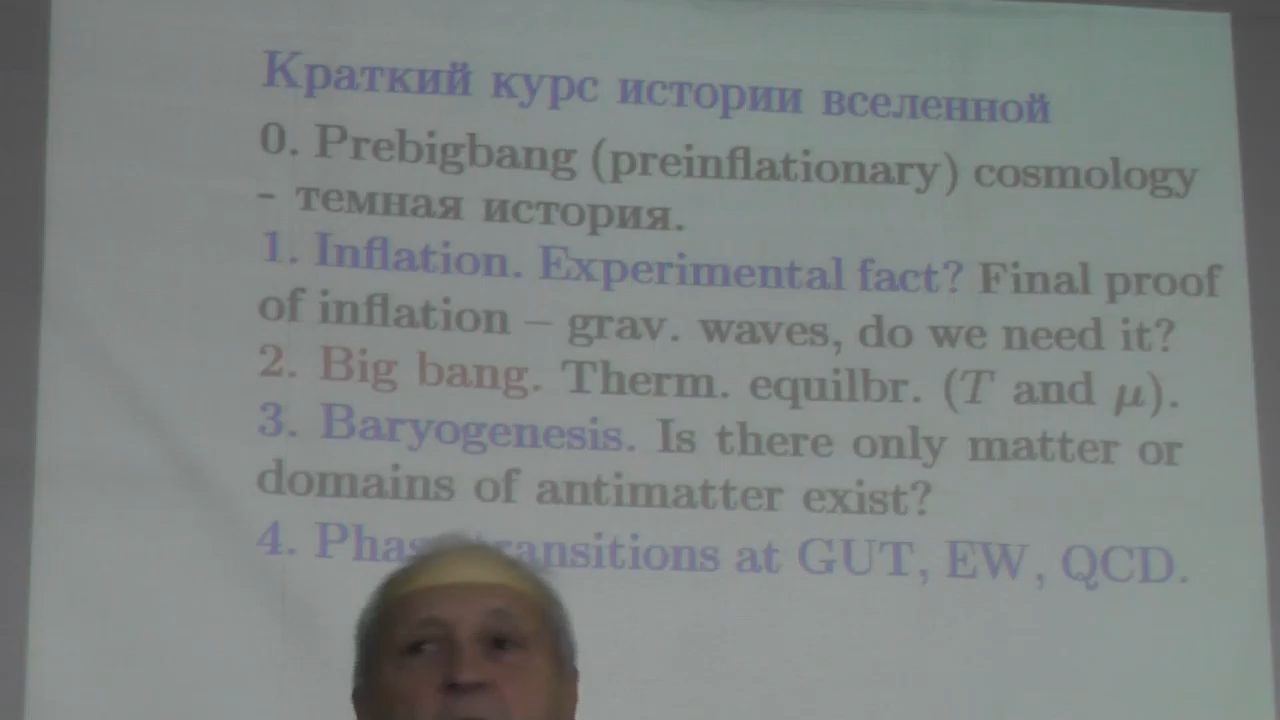 Краткий курс истории вселенной
0. Prebigbang (preinflationary) cosmology
- темная история.
1. Inflation. Experimental fact? Final proof
of inflation – grav. waves, do we need it?
2. Big bang. Therm. equilbr. (T and μ).
3. Baryogenesis. Is there only matter or
domains of antimatter exist?
4. Phase transitions at GUT, EW, QCD.